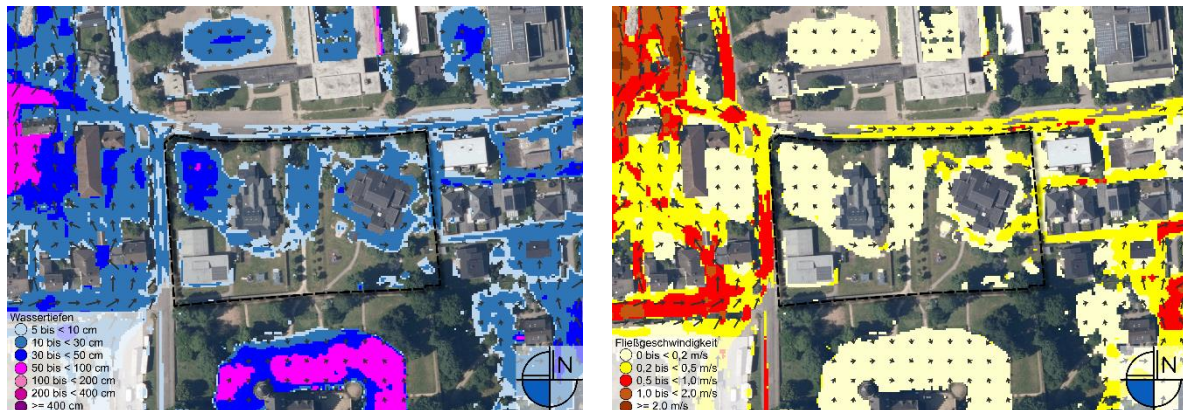 Wassertiefen
5 bis < 10 cm
10 bis < 30 cm
30 bis < 50 cm
50 bis < 100 cm
100 bis < 200 cm
200 bis < 400 cm
>= 400 cm
N
Fließgeschwindigkeit
0 bis < 0,2 m/s
0,2 bis < 0,5 m/s
0,5 bis < 1,0 m/s
1,0 bis < 2,0 m/s
>= 2,0 m/s
N